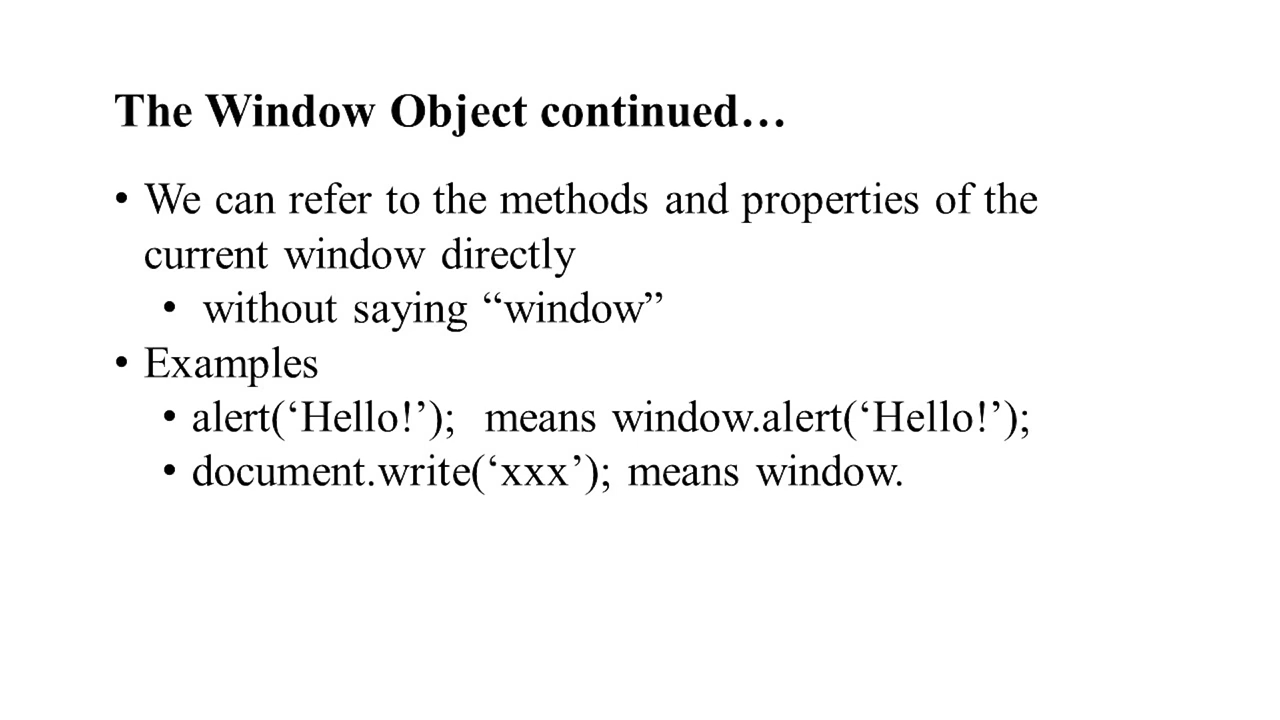 The Window Object continued…
• We can refer to the methods and properties of the
current window directly
• without saying “window”
• Examples
• alert(‘Hello!’); means window.alert(‘Hello!’);
• document.write(‘xxx’); means window.